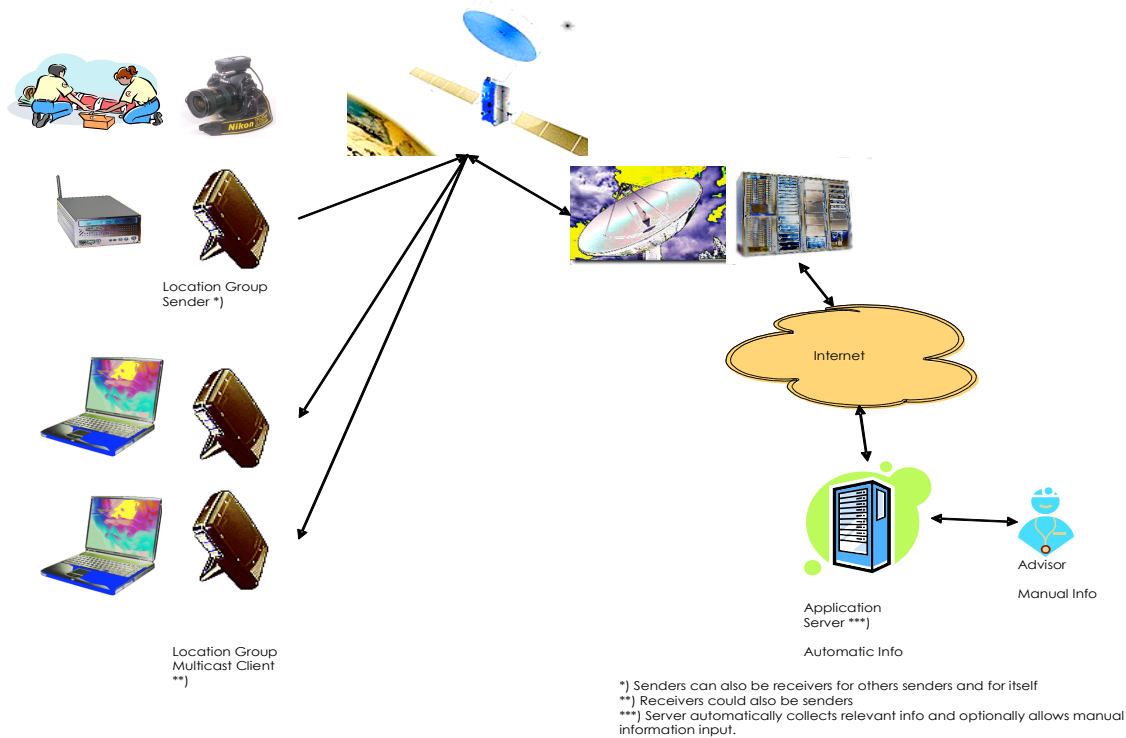 Nikon
Location Group
Sender *)
Internet
Location Group
Multicast Client
**)
Application
Server ***)
Automatic Info
Advisor
Manual Info
*) Senders can also be receivers for others senders and for itself
**) Receivers could also be senders
***) Server automatically collects relevant info and optionally allows manual
information input.